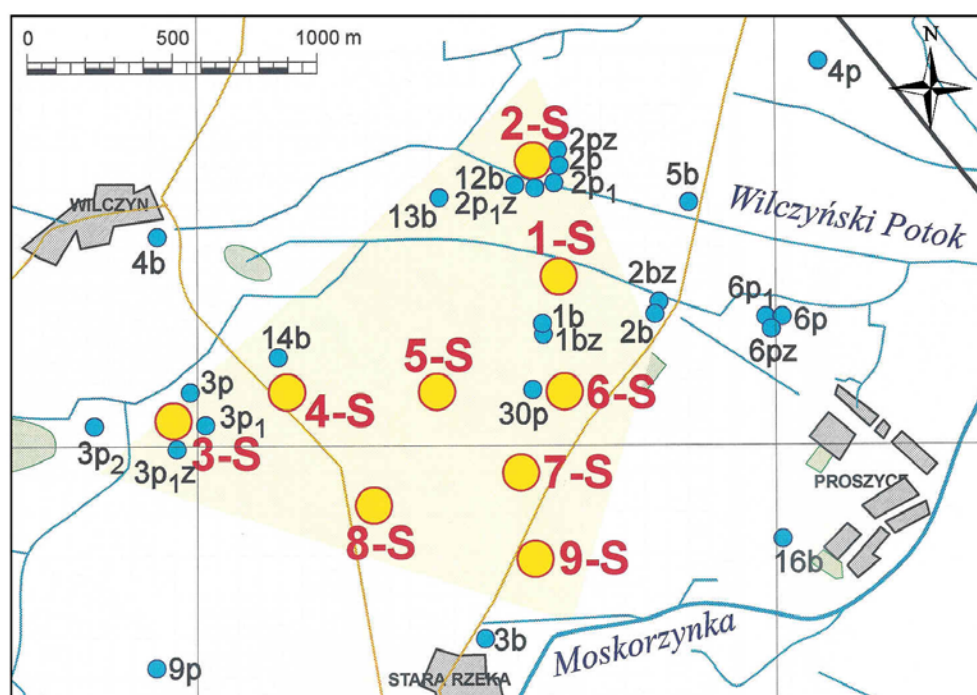 0 500 1000 m
N
4p
2-S
2pz
2p
12b
2p₁
2p₁z
13b
5b
WILCZYN
4b
Wilczyński Potok
1-S
2bz
2b
6p₁
6p
6pz
1b
1bz
14b
5-S
3p
4-S
30p
6-S
3p₁
3-S
3p₂
3p₁z
7-S
PROSZYCE
8-S
9-S
16b
3b
Moskorzynka
9p
STARA RZEKA